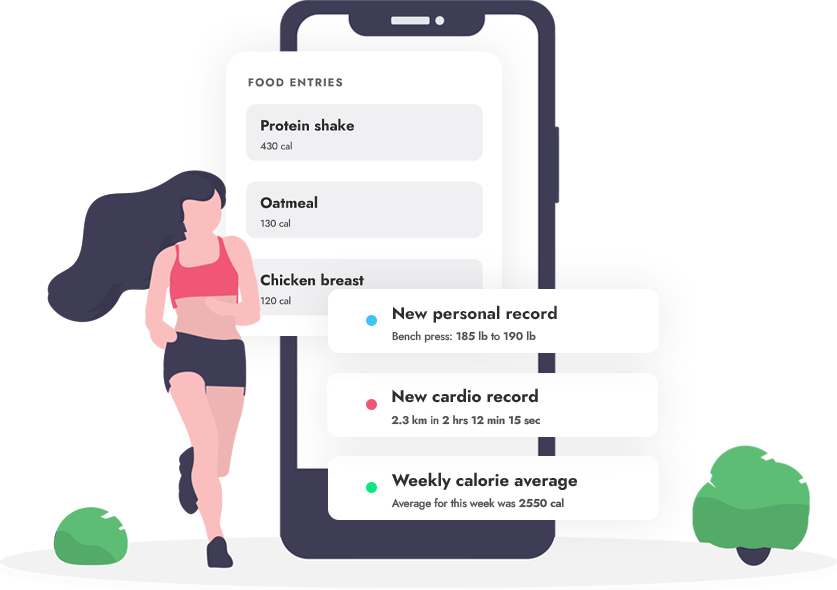 FOOD ENTRIES
Protein shake
430 cal
Oatmeal
130 cal
Chicken breast
120 cal
New personal record
Bench press: 185 lb to 190 lb
New cardio record
2.3 km in 2 hrs 12 min 15 sec
Weekly calorie average
Average for this week was 2550 cal